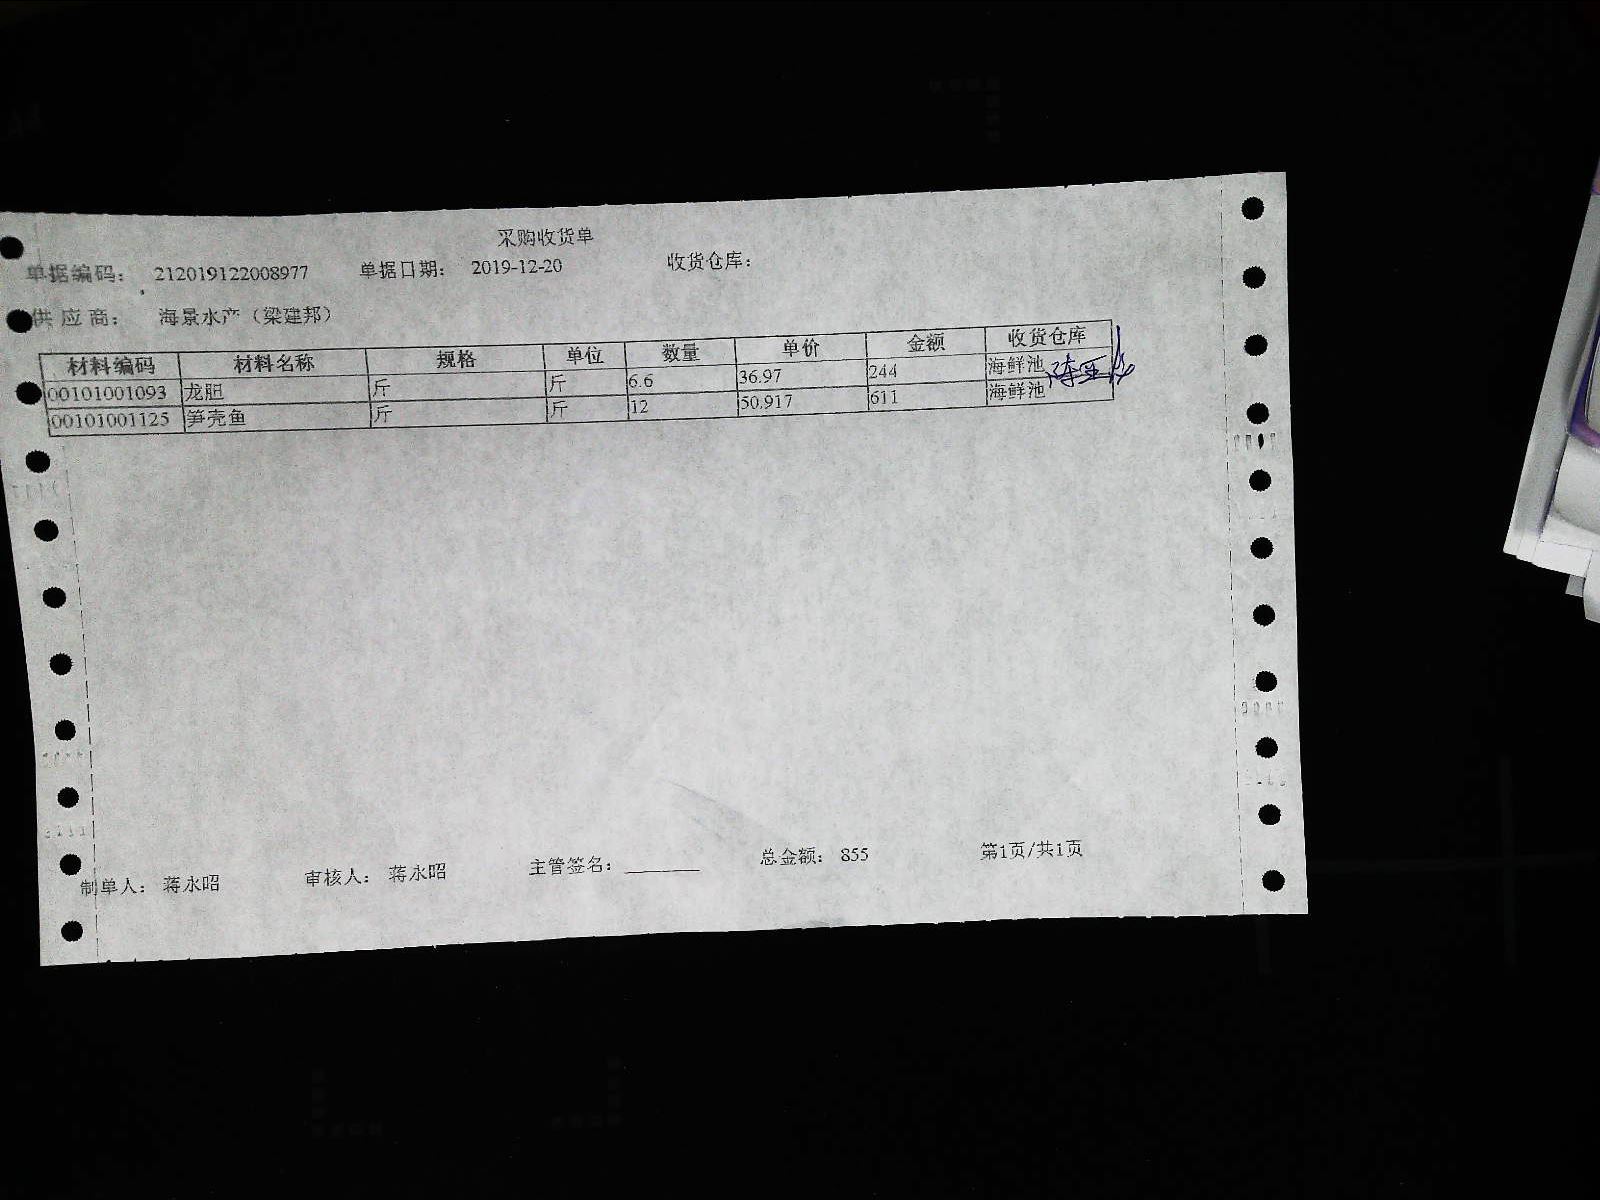 采购收货单
单据编码： 212019122008977 单据日期： 2019-12-20 收货仓库：
供应商： 海景水产（梁建邦）
材料编码 材料名称 规格 单位 数量 单价 金额 收货仓库
00101001093 龙胆 斤 斤 6.6 36.97 244 海鲜池
00101001125 笋壳鱼 斤 斤 12 50.917 611 海鲜池
制单人： 蒋永昭 审核人： 蒋永昭 主管签名： 总金额： 855 第1页/共1页